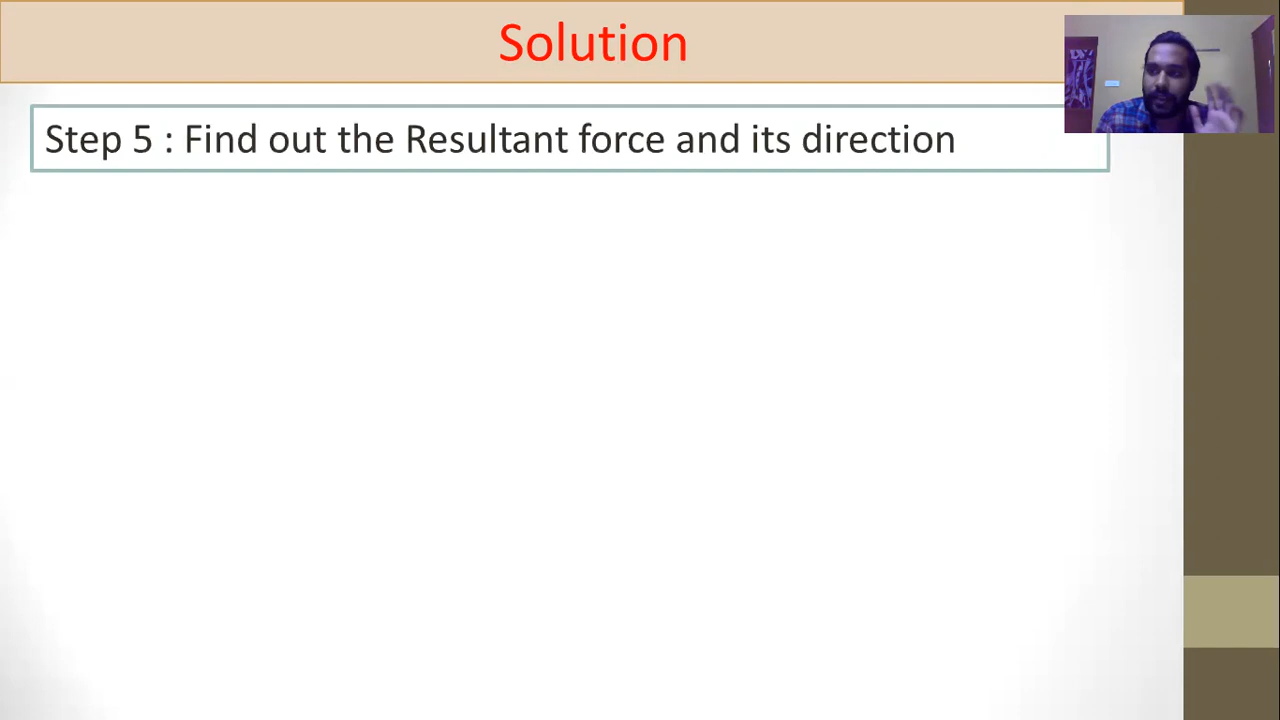 Solution
Step 5 : Find out the Resultant force and its direction